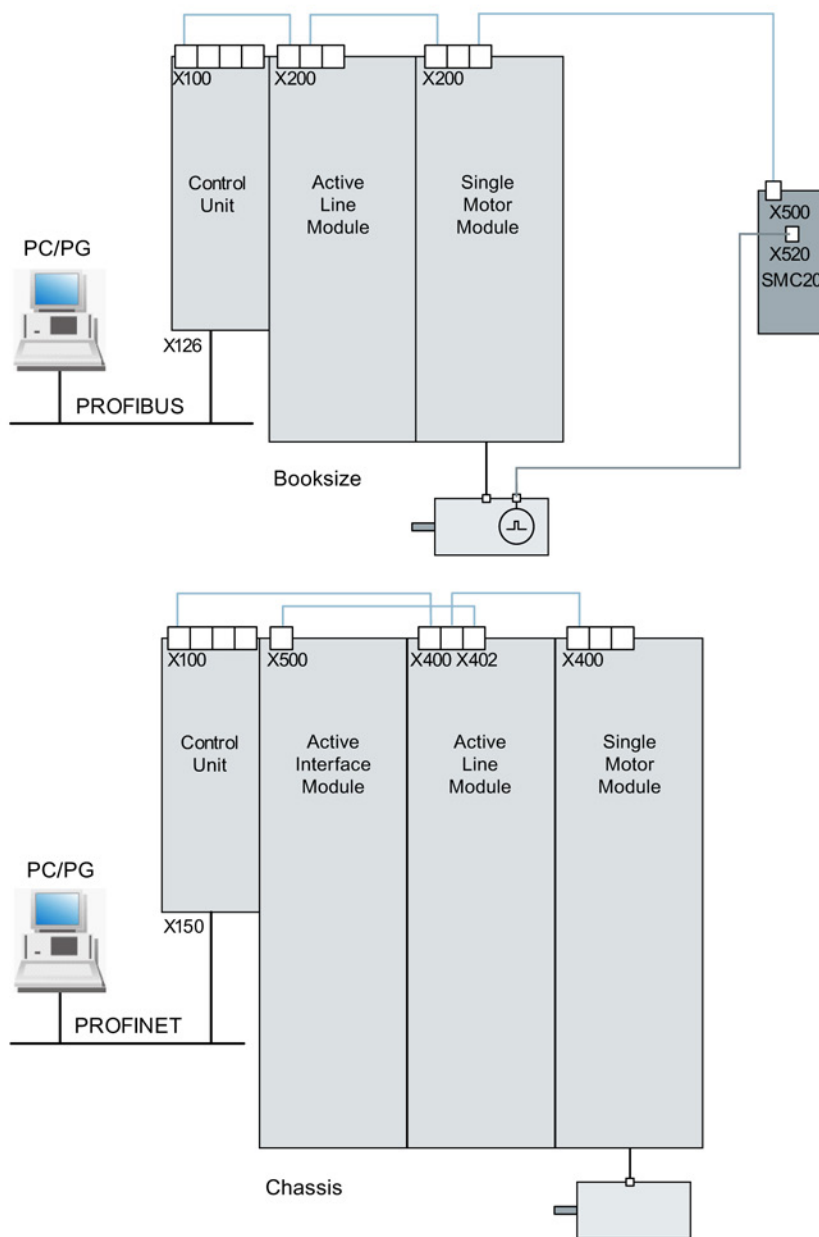 X100
X200
X200
Control
Unit
Active
Line
Module
Single
Motor
Module
X500
X520
SMC20
PC/PG
X126
PROFIBUS
Booksize
X100
X500
X400
X402
X400
Control
Unit
Active
Interface
Module
Active
Line
Module
Single
Motor
Module
PC/PG
X150
PROFINET
Chassis